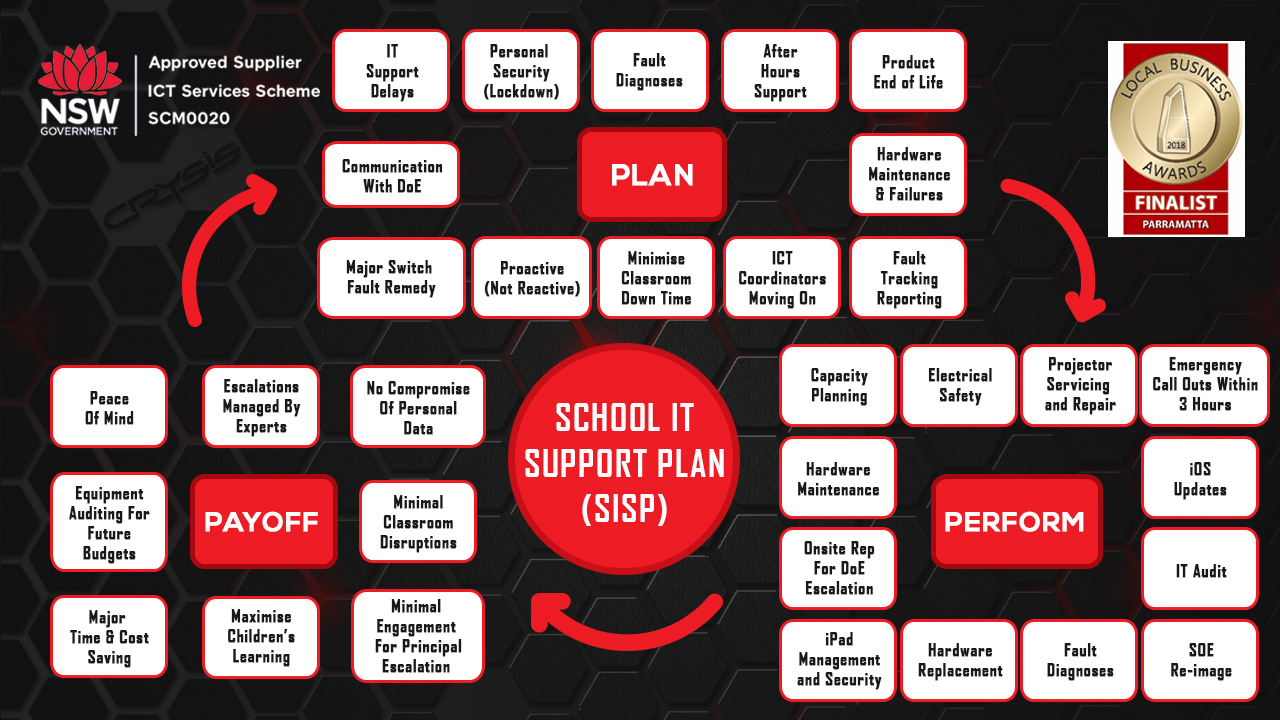 NSW
GOVERNMENT
Approved Supplier
ICT Services Scheme
SCM0020
IT
Support
Delays
Personal
Security
(Lockdown)
Fault
Diagnoses
After
Hours
Support
Product
End of Life
LOCAL BUSINESS
2018
AWARDS
FINALIST
PARRAMATTA
Communication
With DoE
PLAN
Hardware
Maintenance
& Failures
Major Switch
Fault Remedy
Proactive
(Not Reactive)
Minimise
Classroom
Down Time
ICT
Coordinators
Moving On
Fault
Tracking
Reporting
SCHOOL IT
SUPPORT PLAN
(SISP)
Capacity
Planning
Electrical
Safety
Projector
Servicing
and Repair
Emergency
Call Outs Within
3 Hours
Hardware
Maintenance
PERFORM
iOS
Updates
Onsite Rep
For DoE
Escalation
IT Audit
iPad
Management
and Security
Hardware
Replacement
Fault
Diagnoses
SOE
Re-image
Peace
Of Mind
Escalations
Managed By
Experts
No Compromise
Of Personal
Data
Equipment
Auditing For
Future
Budgets
PAYOFF
Minimal
Classroom
Disruptions
Major
Time & Cost
Saving
Maximise
Children's
Learning
Minimal
Engagement
For Principal
Escalation